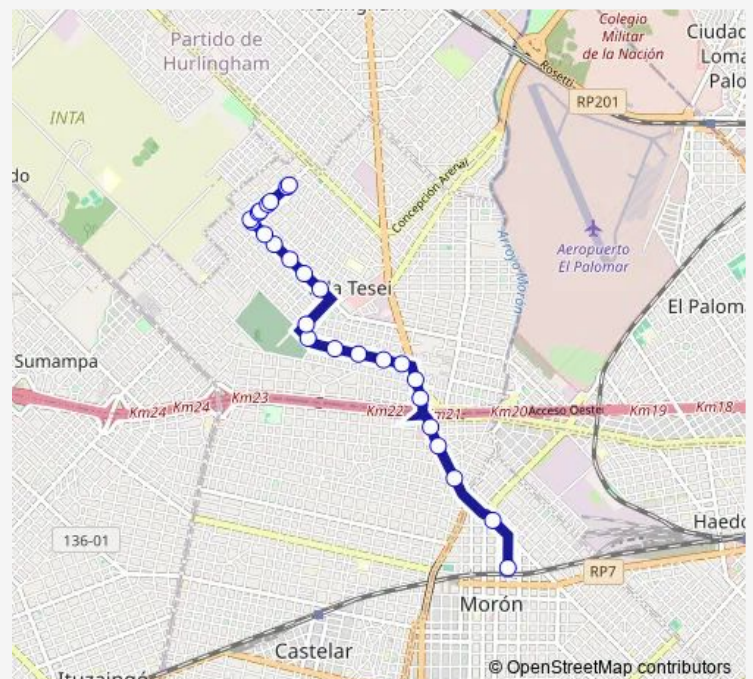 Colegio
Militar
de la Nación
Ciudad
Loma
Palo
Partido de
Hurlingham
Rosetti
RP201
INTA
do
Concepción Arenal
Arroyo Morón
Aeropuerto
El Palomar
la Tesei
El Palom
Sumampa
Km24
Km24
Km23
Km22
Km21
Km20
Acceso Oeste
Km19
Km18
136-01
Haedo
RP7
Morón
Castelar
Ituzaingó
© OpenStreetMap contributors